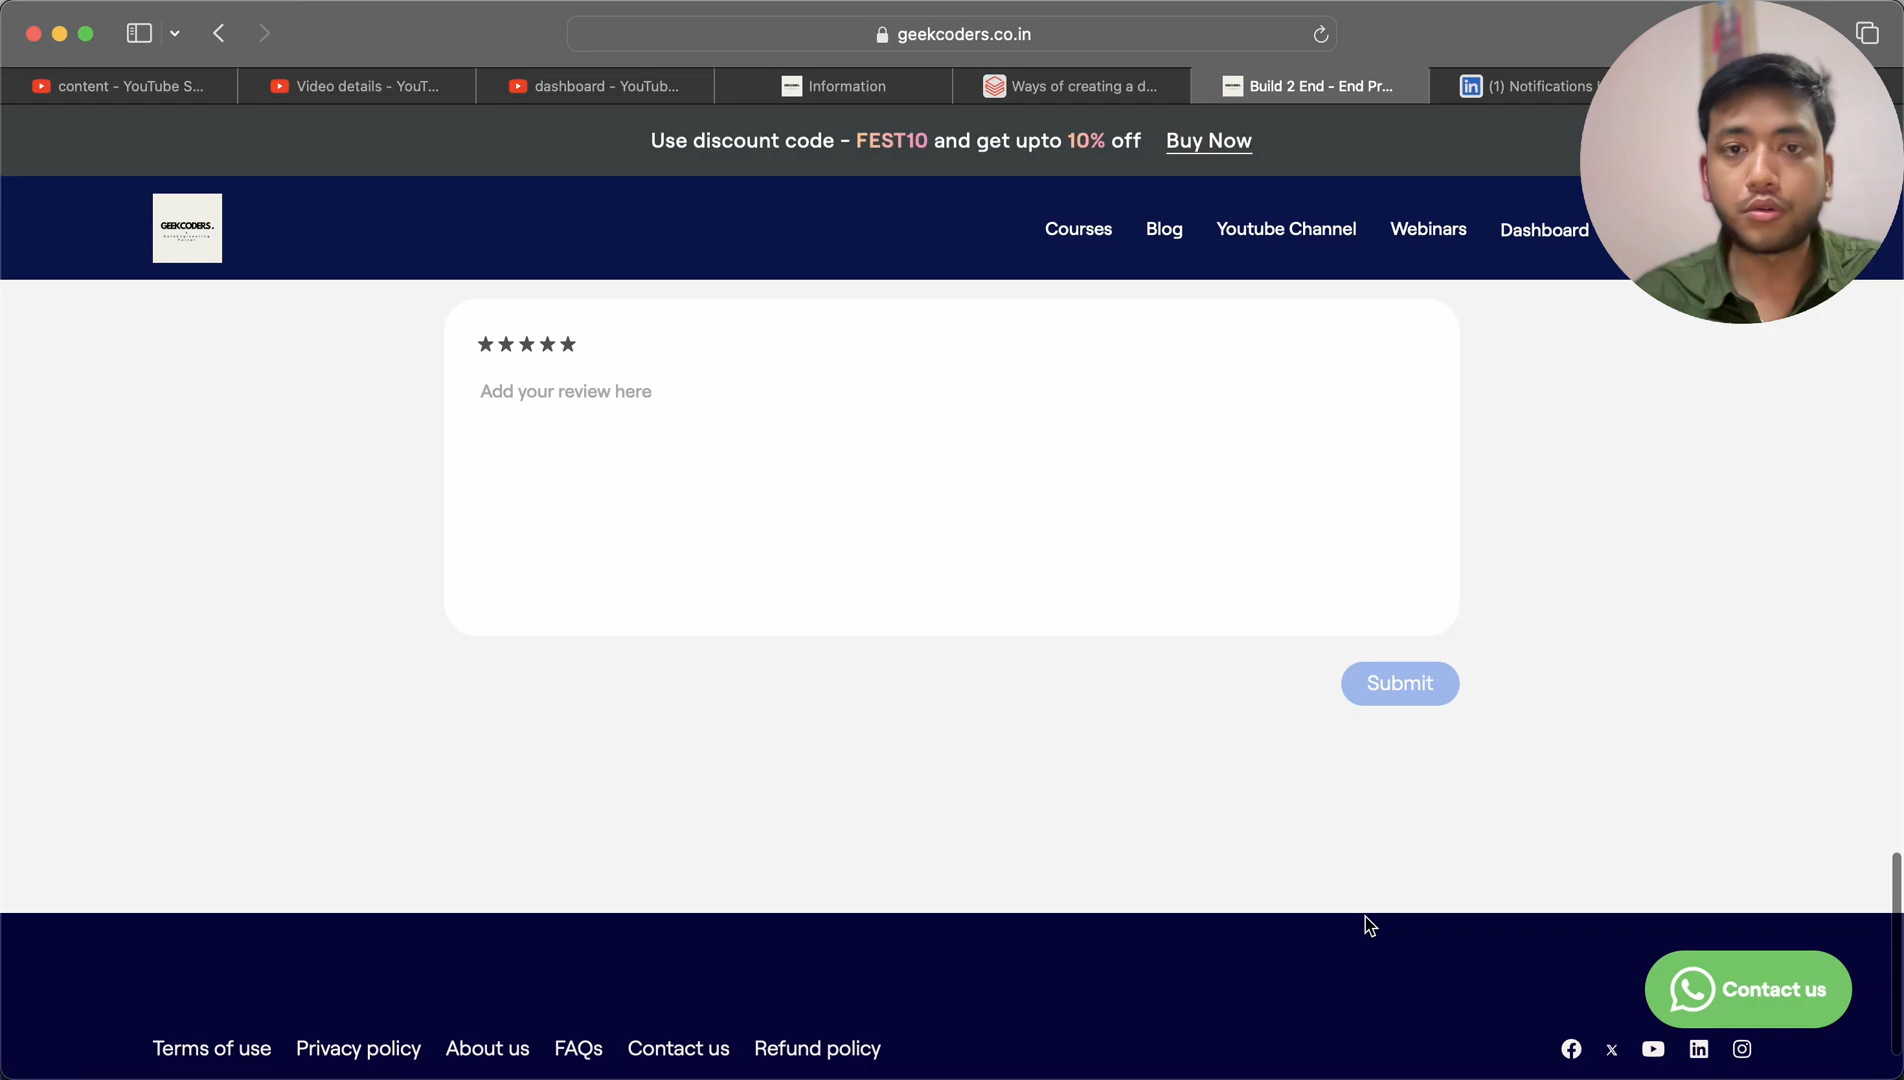 geekcoders.co.in
content - YouTube S...
Video details - YouT...
dashboard - YouTub...
Information
Ways of creating a d...
Build 2 End - End Pr...
(1) Notifications
Use discount code - FEST10 and get upto 10% off Buy Now
GEEKCODERS.
Courses Blog Youtube Channel Webinars Dashboard
Add your review here
Submit
Contact us
Terms of use Privacy policy About us FAQs Contact us Refund policy